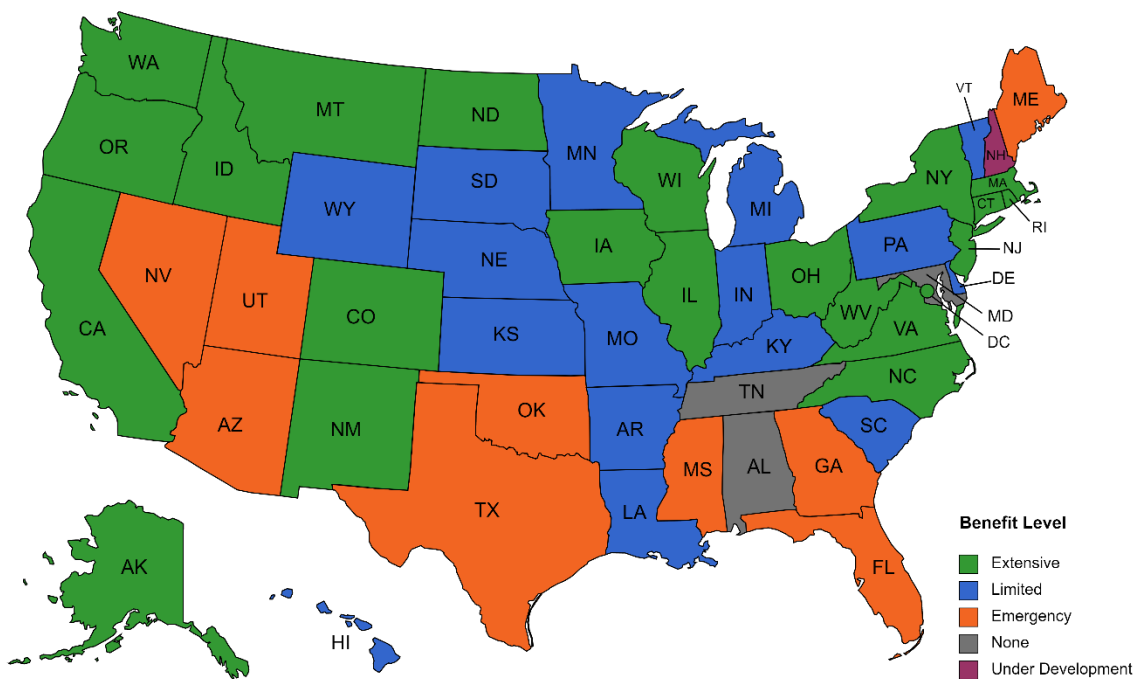 WA
MT
ND
MN
VT
ME
OR
ID
SD
WI
MI
NY
NH
MA
CT
RI
WY
NE
IA
PA
NJ
NV
UT
CO
KS
IL
IN
OH
DE
CA
MO
WV
VA
MD
KY
DC
AZ
NM
OK
AR
TN
NC
SC
TX
LA
MS
AL
GA
FL
AK
HI
Benefit Level
Extensive
Limited
Emergency
None
Under Development